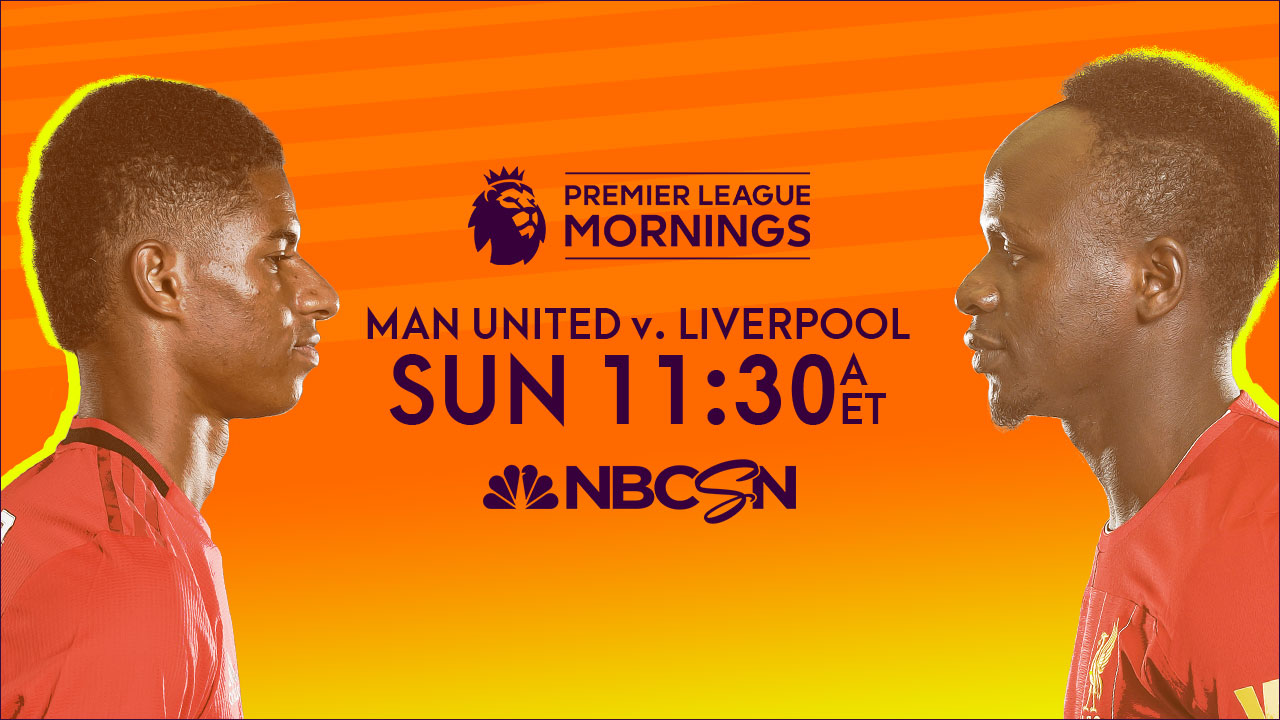 PREMIER LEAGUE
MORNINGS
MAN UNITED v. LIVERPOOL
SUN 11:30 A ET
NBCSN